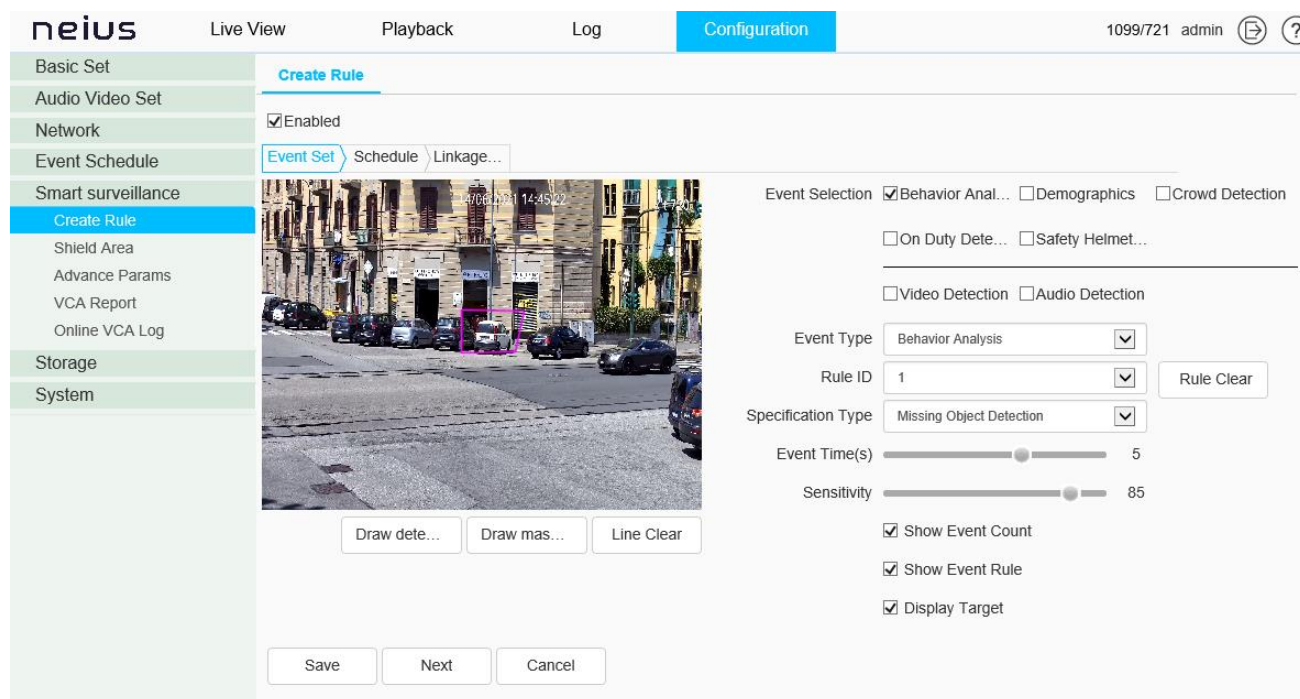 neius
Live View Playback Log Configuration 1099/721 admin ?
Basic Set
Audio Video Set
Network
Event Schedule
Smart surveillance
Create Rule
Shield Area
Advance Params
VCA Report
Online VCA Log
Storage
System
Create Rule
Enabled
Event Set Schedule Linkage...
14:45:22
Event Selection Behavior Anal... Demographics Crowd Detection
On Duty Dete... Safety Helmet...
Video Detection Audio Detection
Event Type Behavior Analysis
Rule ID 1 Rule Clear
Specification Type Missing Object Detection
Event Time(s) 5
Sensitivity 85
Show Event Count
Show Event Rule
Display Target
Draw dete... Draw mas... Line Clear
Save Next Cancel